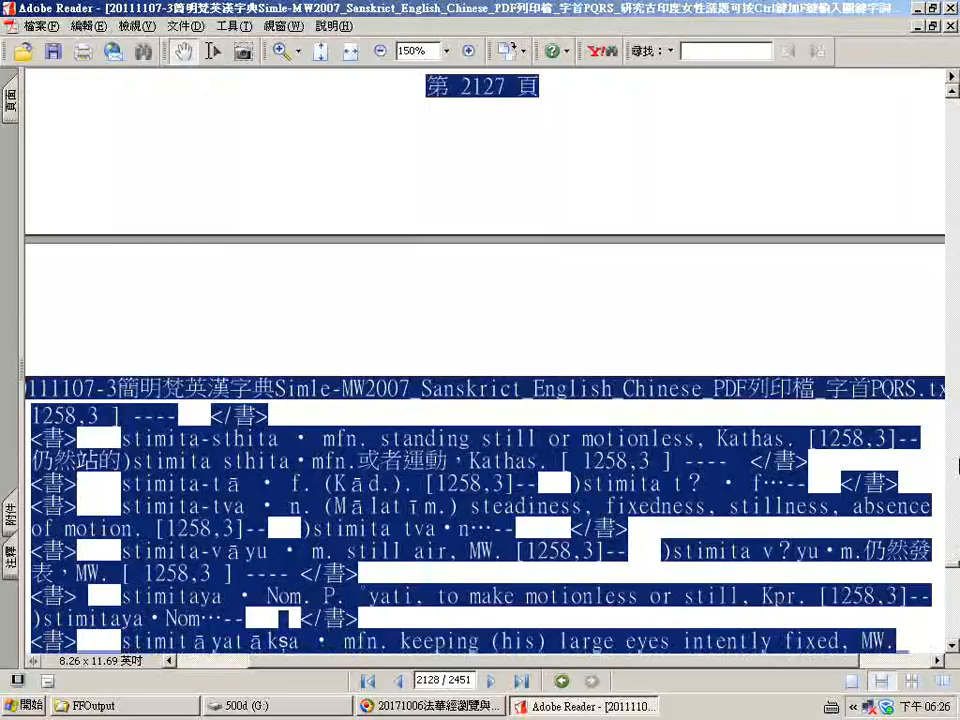 Adobe Reader - [20111107-3簡明梵英漢字典Simle-MW2007_Sanskrict_English_Chinese_PDF列印檔_字首PQRS_研究古印度女性議題可按Ctrl鍵加F鍵輸入關鍵字詞...
檔案(F) 編輯(E) 檢視(V) 文件(D) 工具(T) 視窗(W) 說明(H)
150% Y! 尋找：
頁面
第 2127 頁
111107-3簡明梵英漢字典Simle-MW2007_Sanskrict_English_Chinese_PDF列印檔_字首PQRS.tx
1258,3 ] ---- </書>
<書> stimita-sthita ‧ mfn. standing still or motionless, Kathas. [1258,3]--
仍然站的)stimita sthita‧mfn.或者運動，Kathas. [ 1258,3 ] ---- </書>
<書> stimita-tā ‧ f. (Kād.). [1258,3]-- )stimita t? ‧ f…-- </書>
<書> stimita-tva ‧ n. (Mālatīm.) steadiness, fixedness, stillness, absence
of motion. [1258,3]-- )stimita tva‧n…-- </書>
<書> stimita-vāyu ‧ m. still air, MW. [1258,3]-- )stimita v?yu‧m.仍然發
表，MW. [ 1258,3 ] ---- </書>
<書> stimitaya ‧ Nom. P. ˚yati, to make motionless or still, Kpr. [1258,3]--
)stimitaya‧Nom…-- </書>
<書> stimitāyatākṣa ‧ mfn. keeping (his) large eyes intently fixed, MW.
附件
注釋
8.26 x 11.69 英吋
2128 / 2451
開始 FFOutput 500d (G:) 20171006法華經瀏覽與... Adobe Reader - [2011110... « 下午 06:26